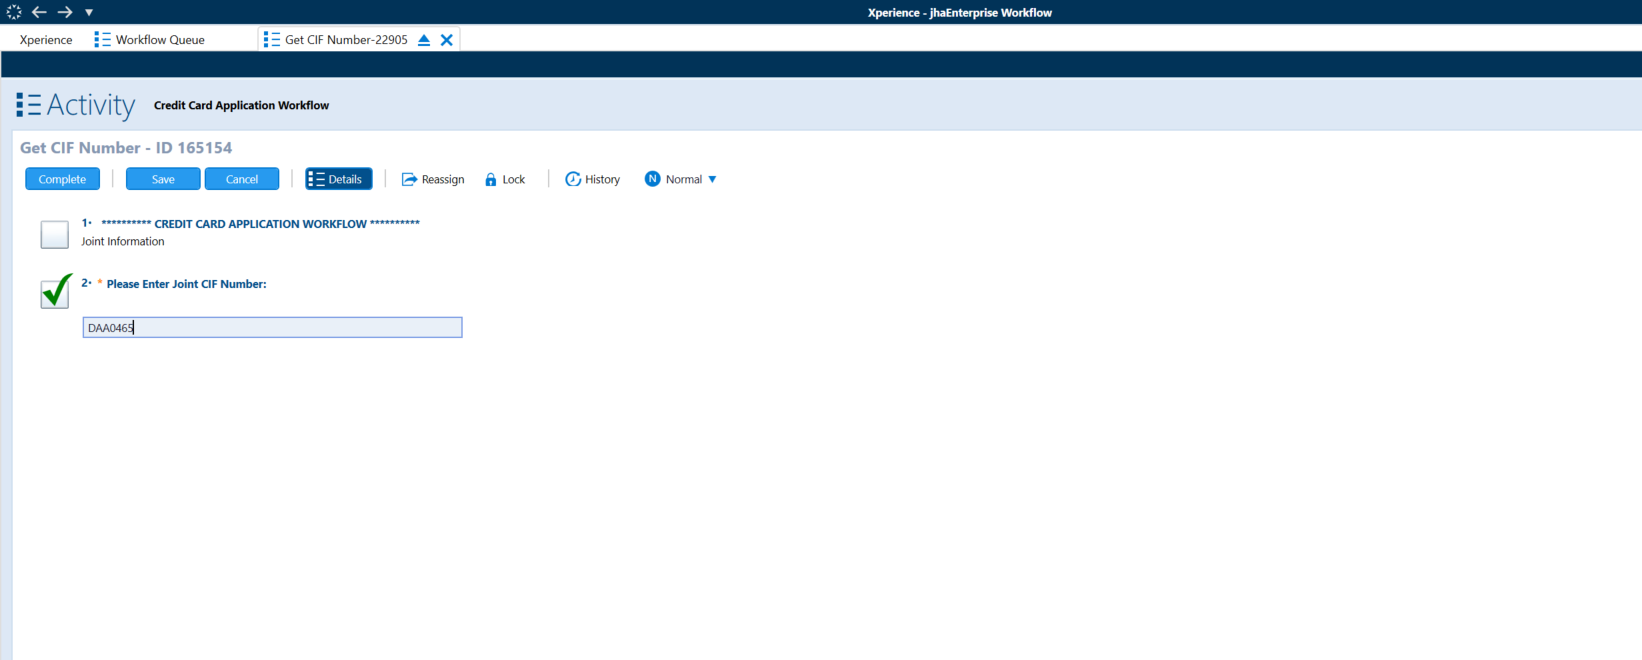 Xperience - jhaEnterprise Workflow
Xperience Workflow Queue Get CIF Number-22905
Activity Credit Card Application Workflow
Get CIF Number - ID 165154
Complete Save Cancel Details Reassign Lock History N Normal
1· ********** CREDIT CARD APPLICATION WORKFLOW **********
Joint Information
2· * Please Enter Joint CIF Number:
DAA0465